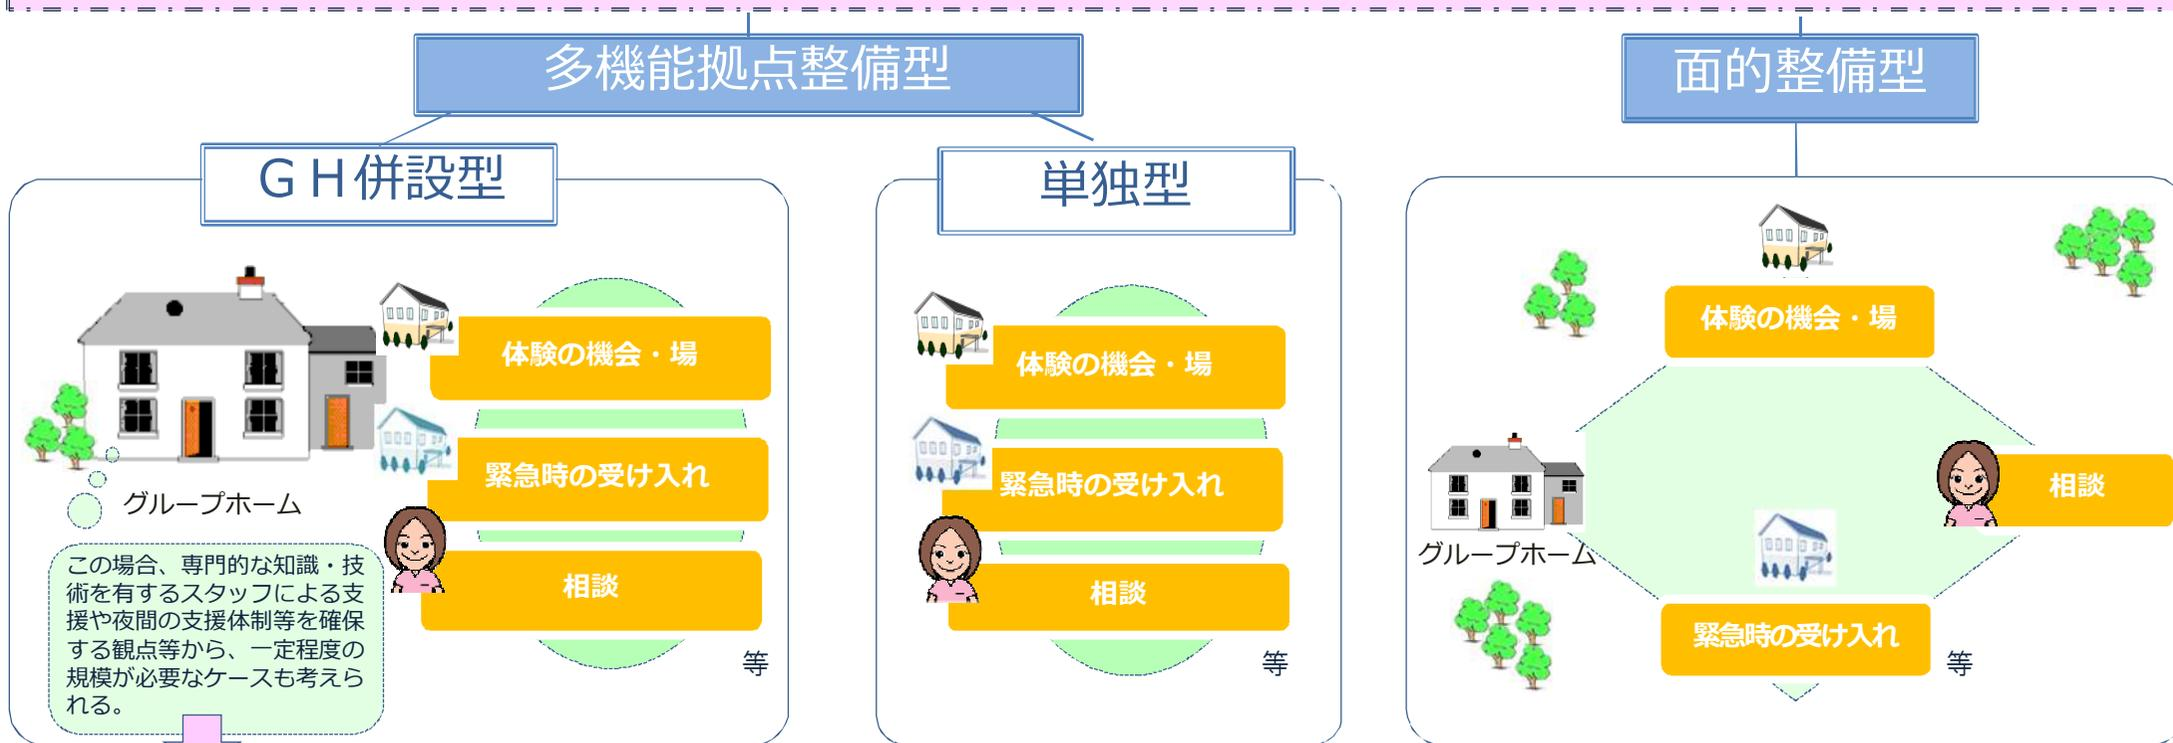 多機能拠点整備型
面的整備型
ＧＨ併設型
単独型
体験の機会・場
緊急時の受け入れ
相談
等
グループホーム
この場合、専門的な知識・技
術を有するスタッフによる支
援や夜間の支援体制等を確保
する観点等から、一定程度の
規模が必要なケースも考えら
れる。
体験の機会・場
緊急時の受け入れ
相談
等
体験の機会・場
グループホーム
相談
緊急時の受け入れ
等